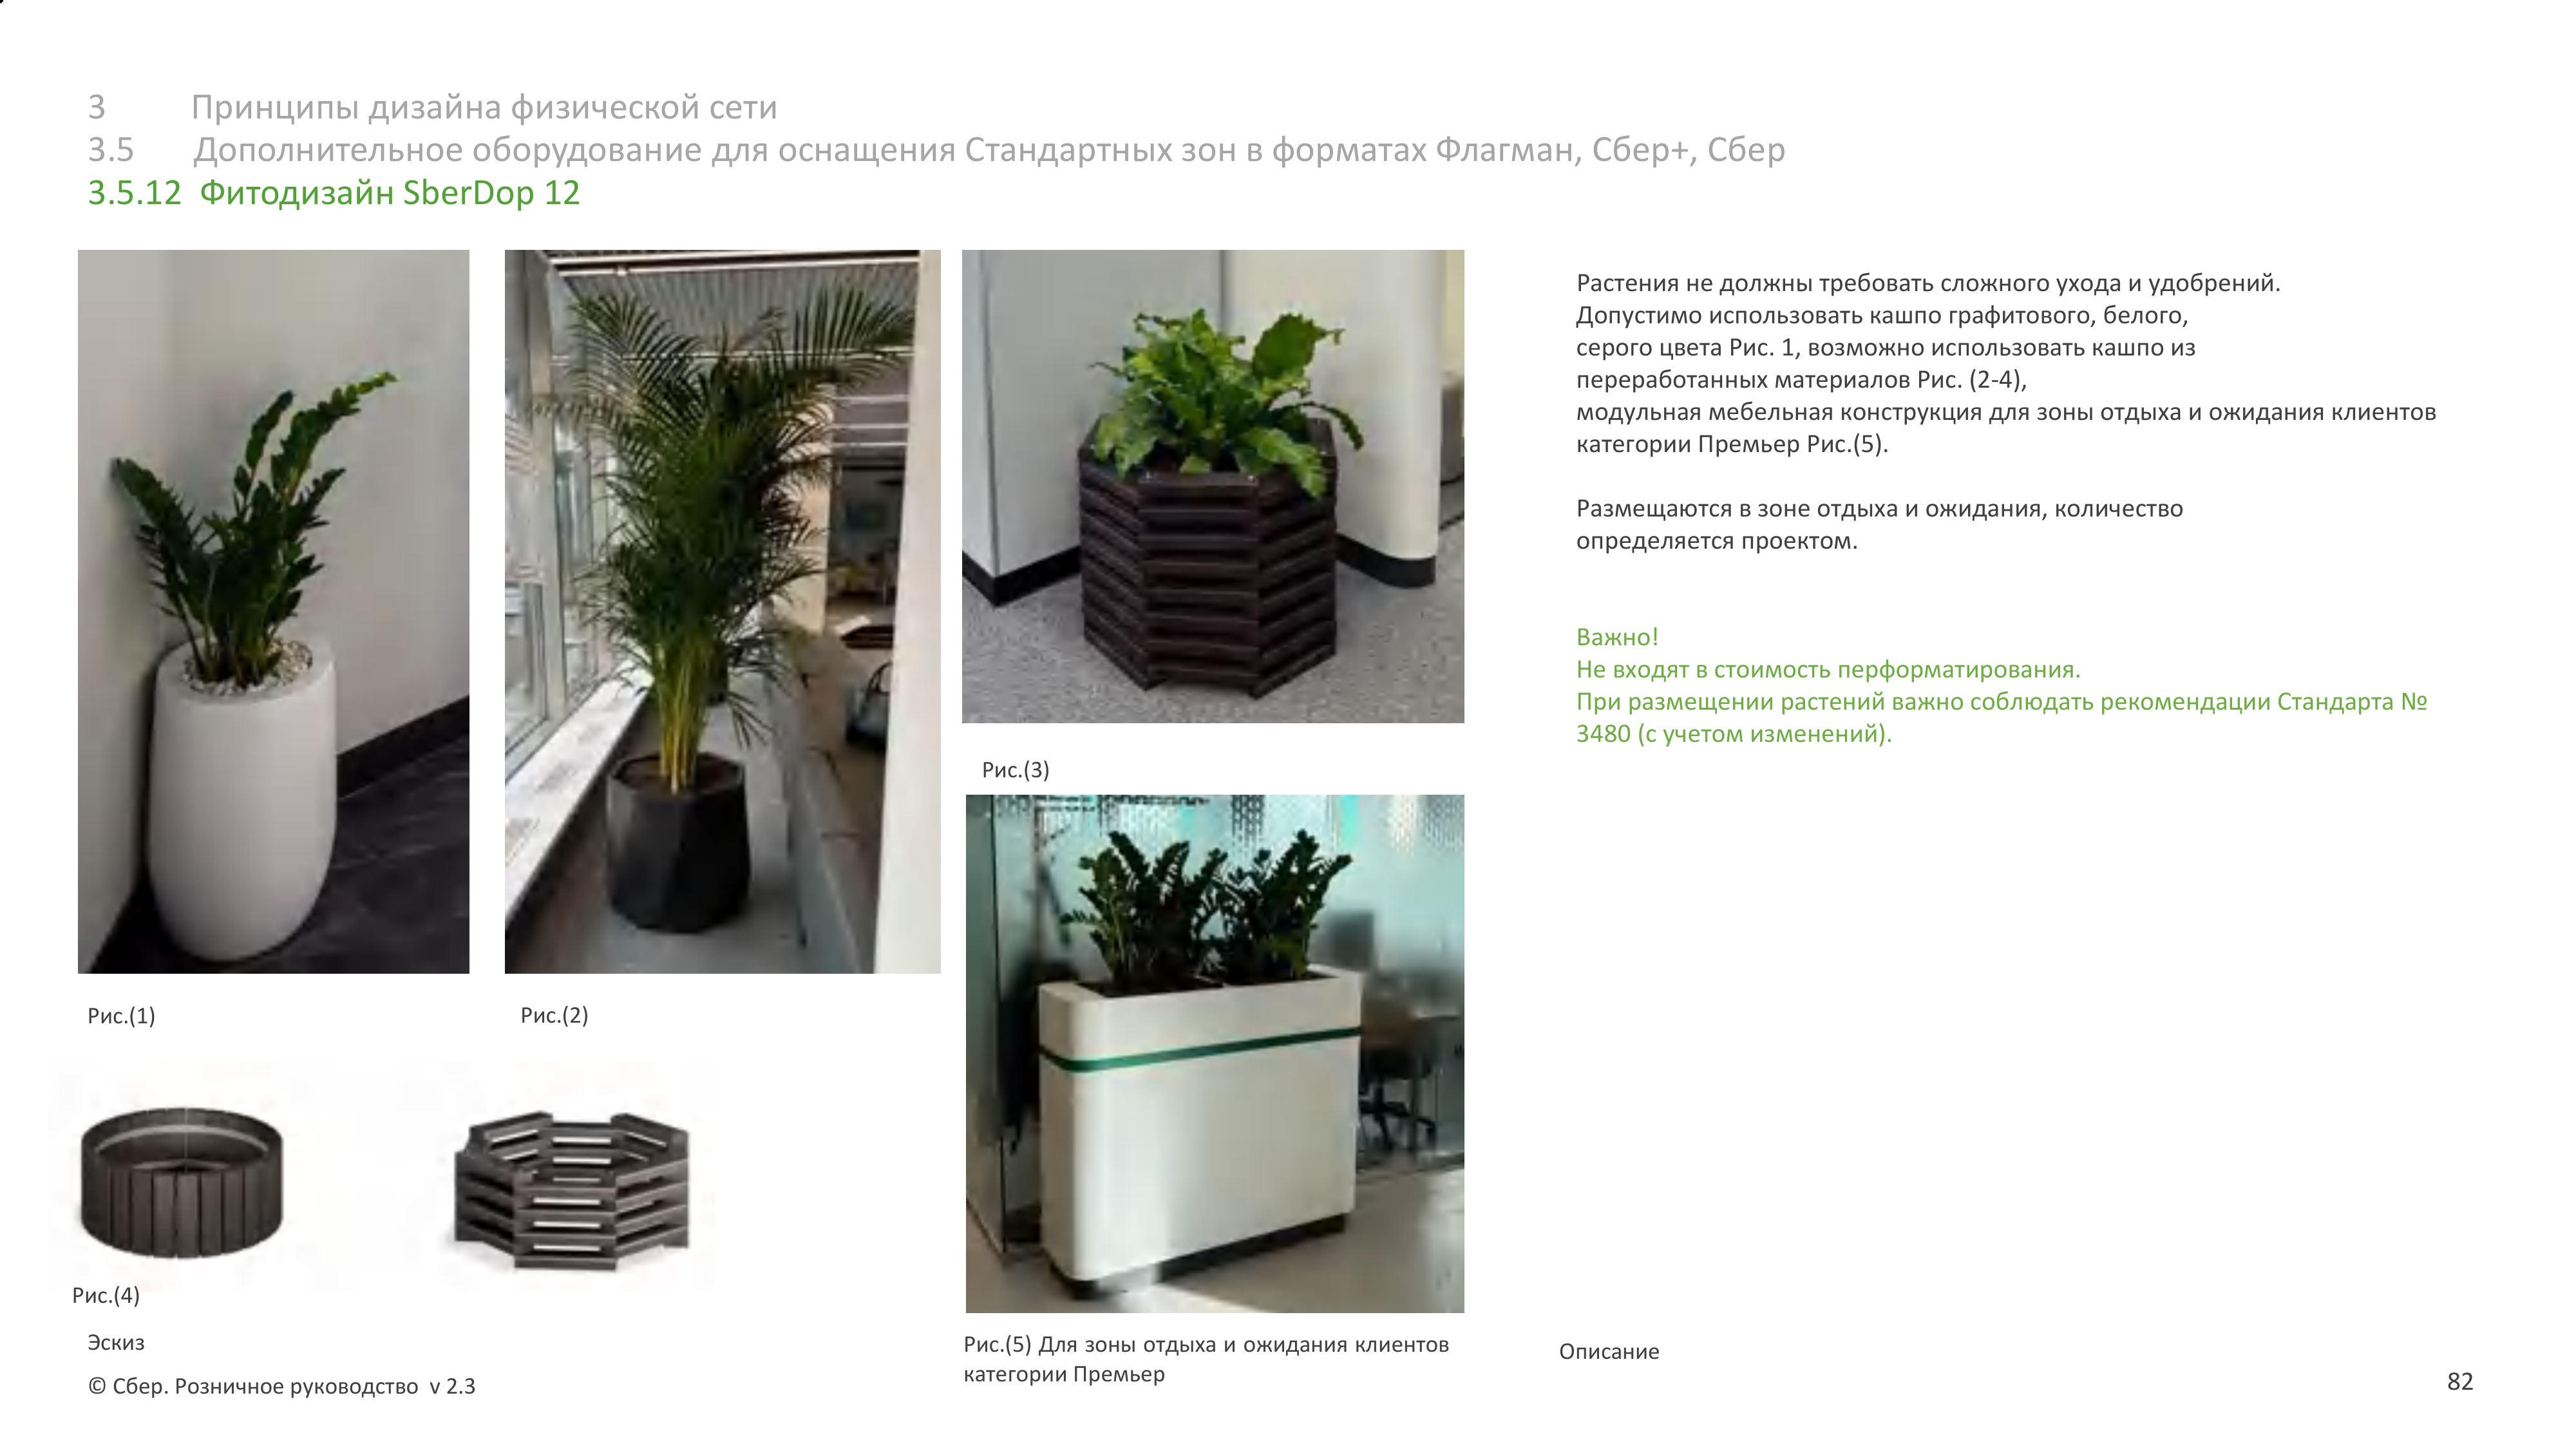 3 Принципы дизайна физической сети
3.5 Дополнительное оборудование для оснащения Стандартных зон в форматах Флагман, Сбер+, Сбер
3.5.12 Фитодизайн SberDop 12
Растения не должны требовать сложного ухода и удобрений.
Допустимо использовать кашпо графитового, белого,
серого цвета Рис. 1, возможно использовать кашпо из
переработанных материалов Рис. (2-4),
модульная мебельная конструкция для зоны отдыха и ожидания клиентов
категории Премьер Рис.(5).
Размещаются в зоне отдыха и ожидания, количество
определяется проектом.
Важно!
Не входят в стоимость перформатирования.
При размещении растений важно соблюдать рекомендации Стандарта №
3480 (с учетом изменений).
Рис.(3)
Рис.(1)
Рис.(2)
Рис.(4)
Эскиз
Рис.(5) Для зоны отдыха и ожидания клиентов
категории Премьер
Описание
© Сбер. Розничное руководство v 2.3
82